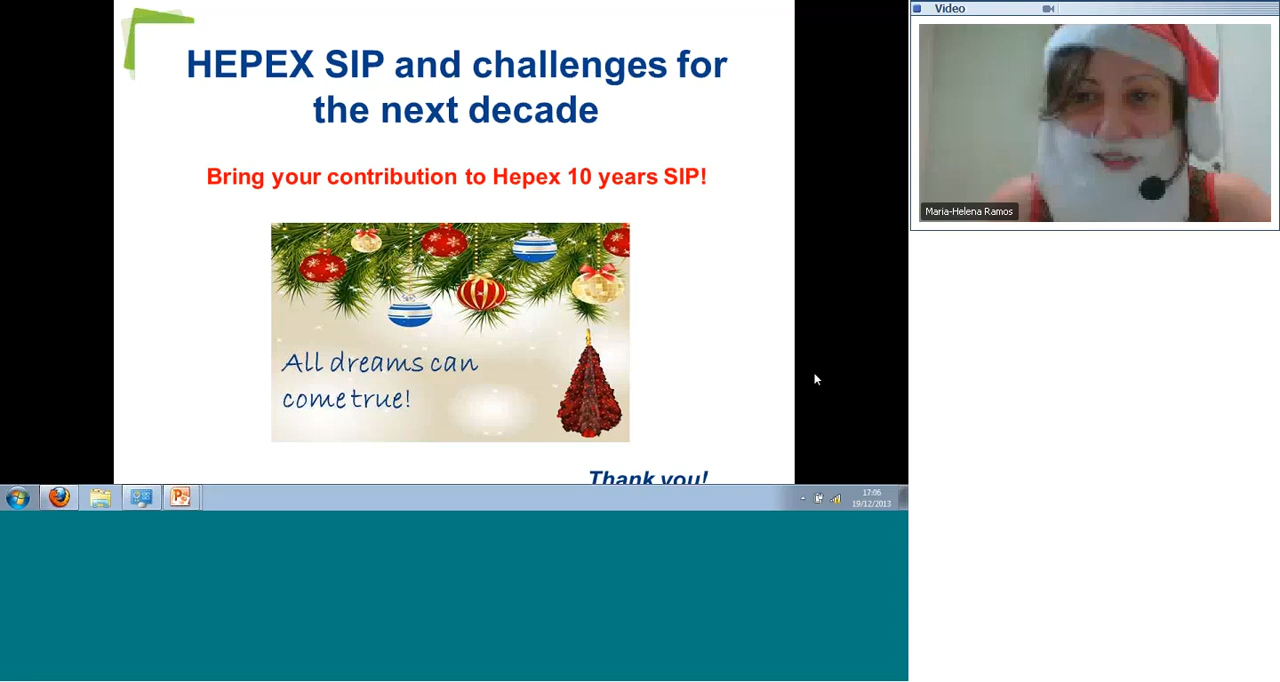 HEPEX SIP and challenges for
the next decade
Bring your contribution to Hepex 10 years SIP!
All dreams can
come true!
Thank you!
17:06
19/12/2013
Video
Maria-Helena Ramos